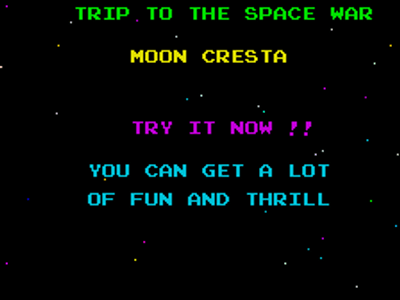 TRIP TO THE SPACE WAR
MOON CRESTA
TRY IT NOW !!
YOU CAN GET A LOT
OF FUN AND THRILL